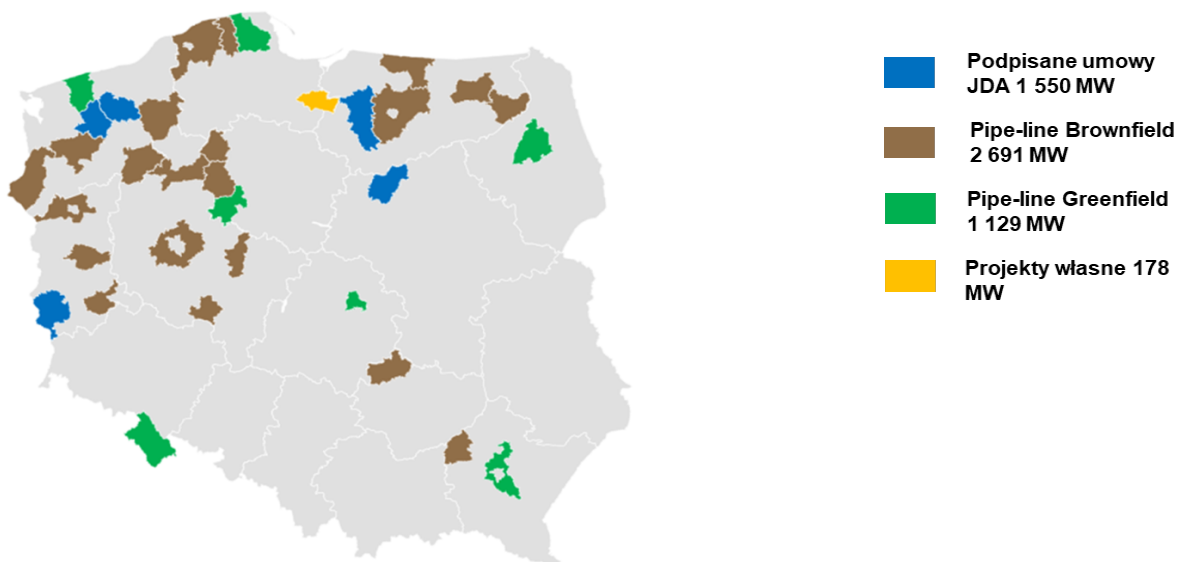 Podpisane umowy
JDA 1 550 MW
Pipe-line Brownfield
2 691 MW
Pipe-line Greenfield
1 129 MW
Projekty własne 178
MW